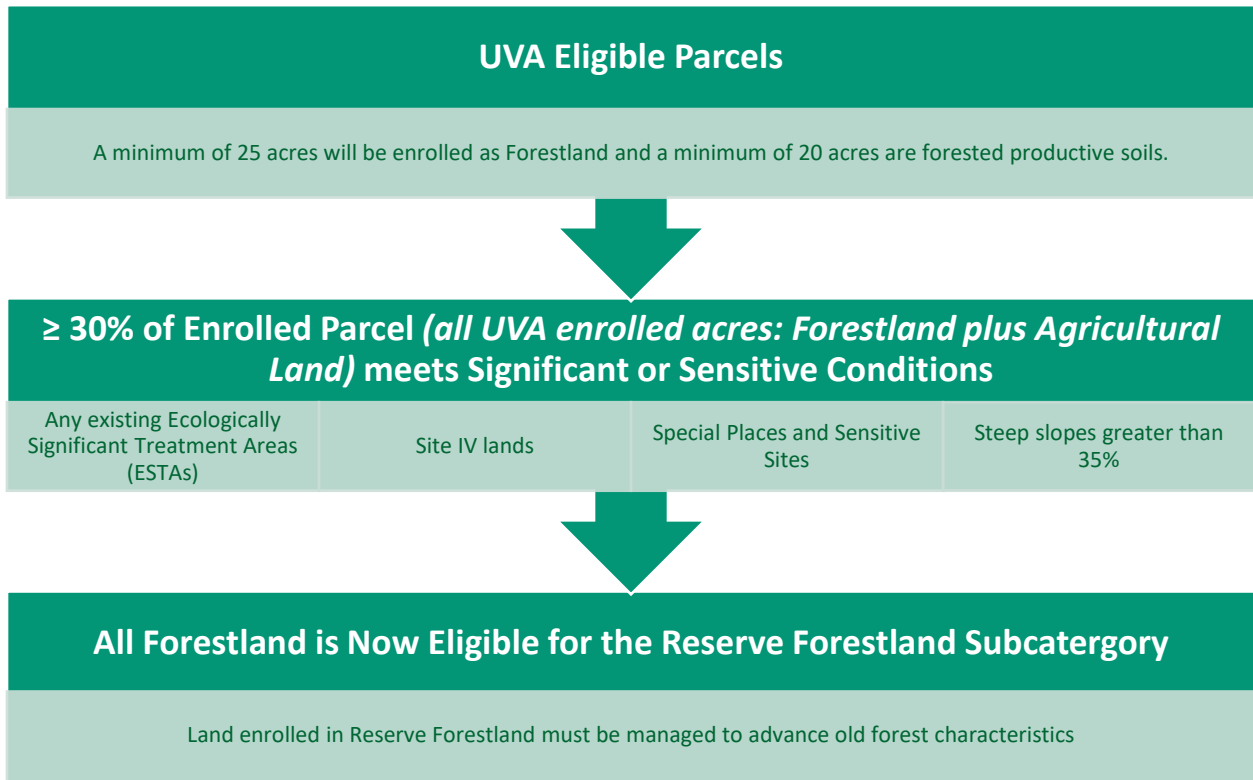 UVA Eligible Parcels
A minimum of 25 acres will be enrolled as Forestland and a minimum of 20 acres are forested productive soils.
≥ 30% of Enrolled Parcel (all UVA enrolled acres: Forestland plus Agricultural
Land) meets Significant or Sensitive Conditions
Any existing Ecologically
Significant Treatment Areas
(ESTAs)
Site IV lands
Special Places and Sensitive
Sites
Steep slopes greater than
35%
All Forestland is Now Eligible for the Reserve Forestland Subcatergory
Land enrolled in Reserve Forestland must be managed to advance old forest characteristics